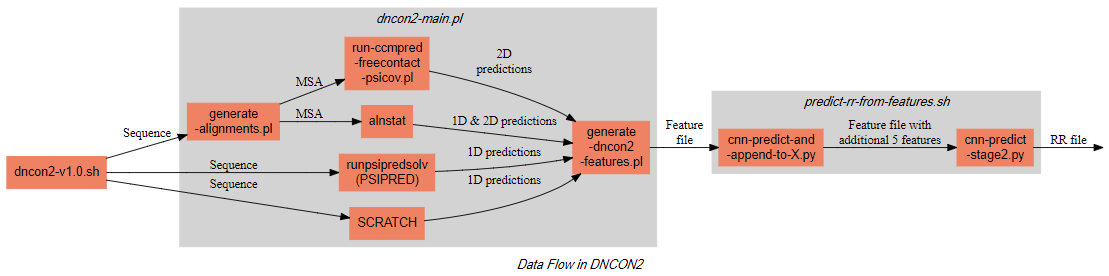 dncon2-main.pl
run-ccmpred
-freecontact
-psicov.pl
2D
predictions
MSA
predict-rr-from-features.sh
generate
-alignments.pl
MSA
alnstat
1D & 2D predictions
Sequence
generate
-dncon2
-features.pl
Feature
file
cnn-predict-and
-append-to-X.py
Feature file with
additional 5 features
cnn-predict
-stage2.py
RR file
dncon2-v1.0.sh
Sequence
runpsipredsolv
(PSIPRED)
1D predictions
Sequence
1D predictions
SCRATCH
Data Flow in DNCON2